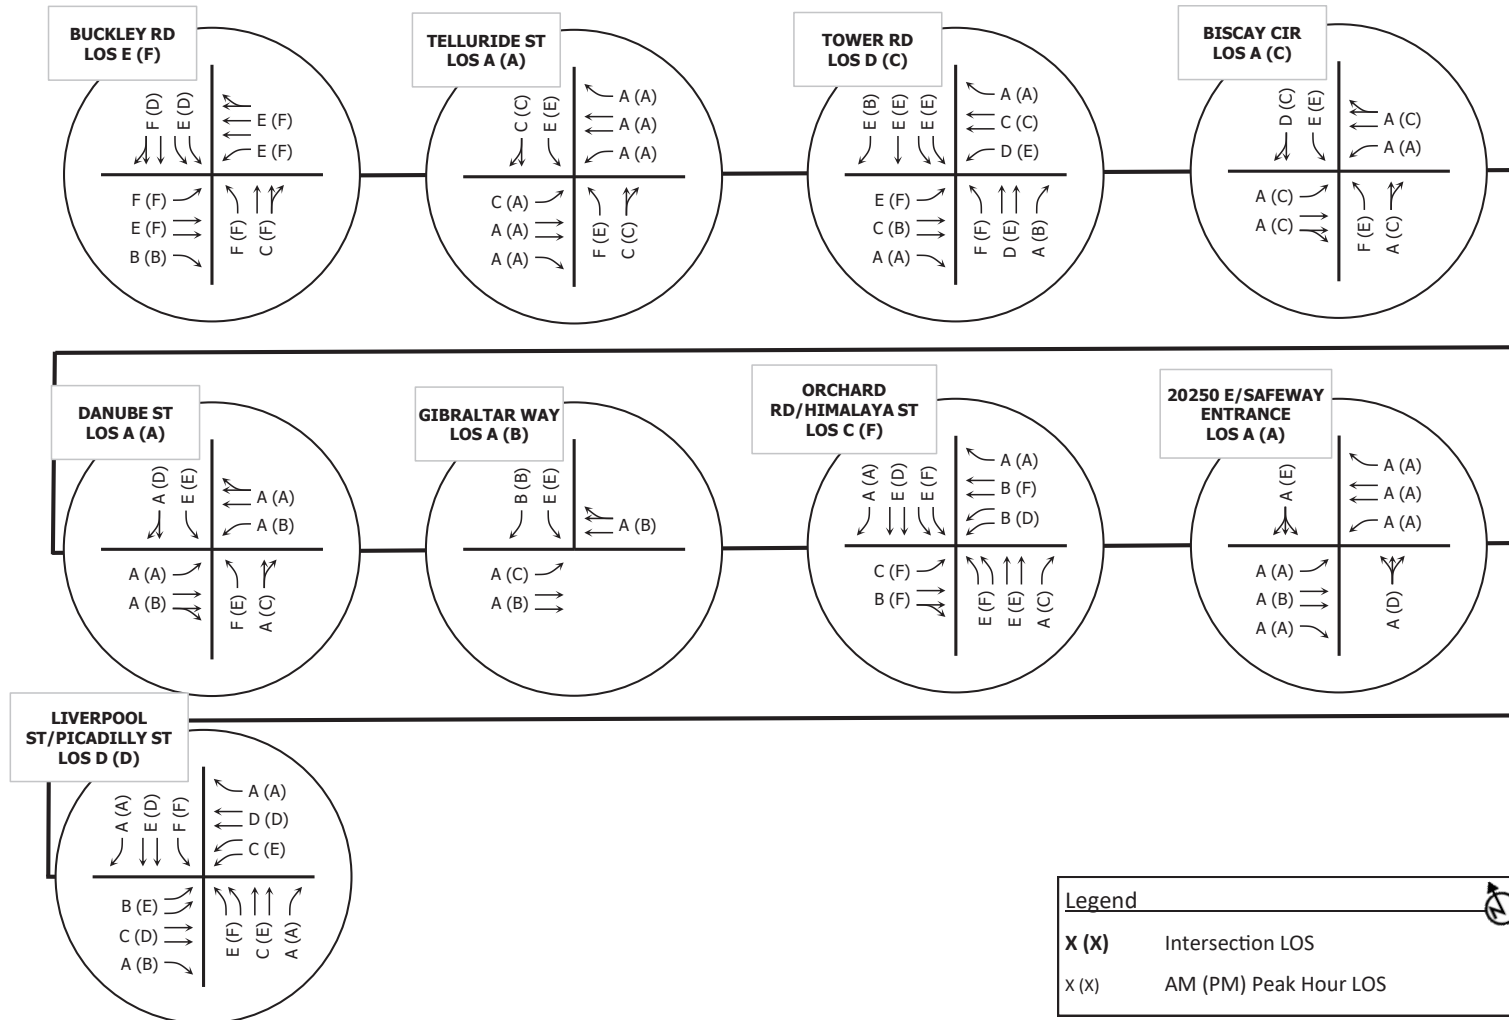 BUCKLEY RD
LOS E (F)
F (D)
E (D)
E (F)
E (F)
F (F)
E (F)
B (B)
F (F)
C (F)
TELLURIDE ST
LOS A (A)
C (C)
E (E)
A (A)
A (A)
A (A)
C (A)
A (A)
A (A)
F (E)
C (C)
TOWER RD
LOS D (C)
E (B)
E (E)
E (E)
A (A)
C (C)
D (E)
E (F)
C (B)
A (A)
F (F)
D (E)
A (B)
BISCAY CIR
LOS A (C)
D (C)
E (E)
A (C)
A (A)
A (C)
A (C)
F (E)
A (C)
DANUBE ST
LOS A (A)
A (D)
E (E)
A (A)
A (B)
A (A)
A (B)
F (E)
A (C)
GIBRALTAR WAY
LOS A (B)
B (B)
E (E)
A (B)
A (C)
A (B)
ORCHARD
RD/HIMALAYA ST
LOS C (F)
A (A)
E (D)
E (F)
A (A)
B (F)
B (D)
C (F)
B (F)
E (F)
E (E)
A (C)
20250 E/SAFEWAY
ENTRANCE
LOS A (A)
A (E)
A (A)
A (A)
A (A)
A (A)
A (B)
A (A)
A (D)
LIVERPOOL
ST/PICADILLY ST
LOS D (D)
A (A)
E (D)
F (F)
A (A)
D (D)
C (E)
B (E)
C (D)
A (B)
E (F)
C (E)
A (A)
Legend
N
X (X) Intersection LOS
X (X) AM (PM) Peak Hour LOS